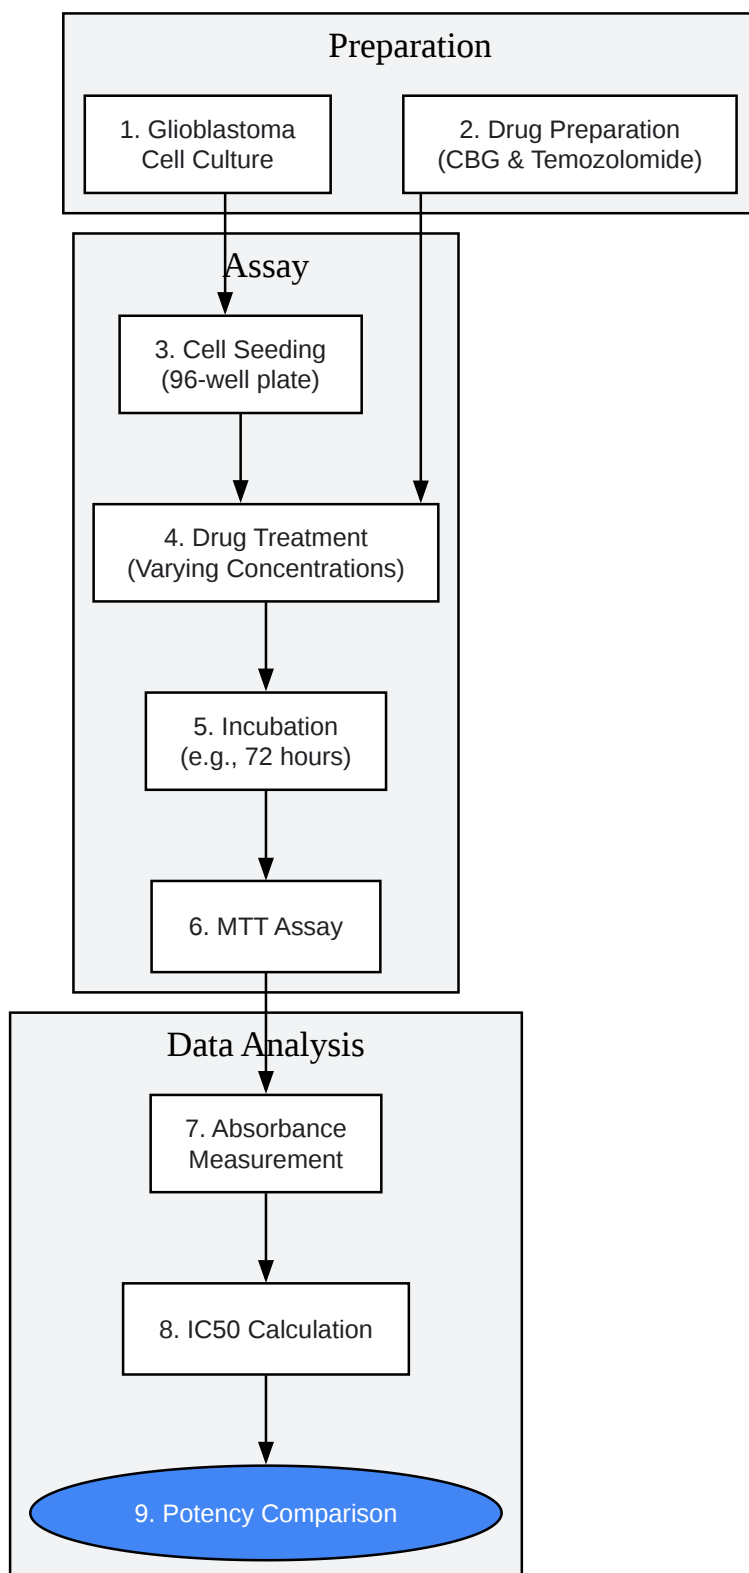 Preparation
1. Glioblastoma
Cell Culture
2. Drug Preparation
(CBG & Temozolomide)
Assay
3. Cell Seeding
(96-well plate)
4. Drug Treatment
(Varying Concentrations)
5. Incubation
(e.g., 72 hours)
6. MTT Assay
Data Analysis
7. Absorbance
Measurement
8. IC50 Calculation
9. Potency Comparison